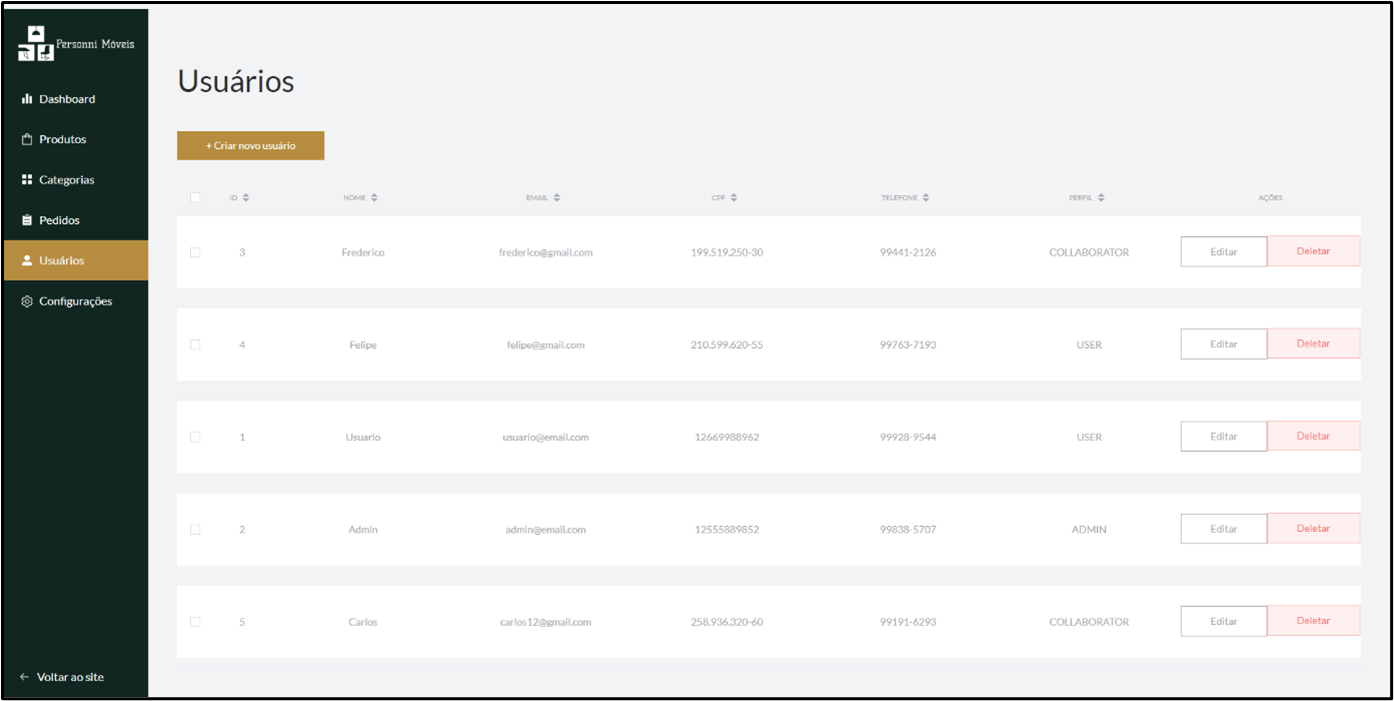 Personni Móveis
Dashboard
Produtos
Categorias
Pedidos
Usuários
Configurações
Voltar ao site
Usuários
+ Criar novo usuário
ID NOME EMAIL CPF TELEFONE PERFIL AÇÕES
3 Frederico frederico@gmail.com 199.519.250-30 99441-2126 COLLABORATOR Editar Deletar
4 Felipe felipe@gmail.com 210.599.620-55 99763-7193 USER Editar Deletar
1 Usuario usuario@email.com 12669988962 99928-9544 USER Editar Deletar
2 Admin admin@email.com 12555889852 99838-5707 ADMIN Editar Deletar
5 Carlos carlos12@gmail.com 258.936.320-60 99191-6293 COLLABORATOR Editar Deletar